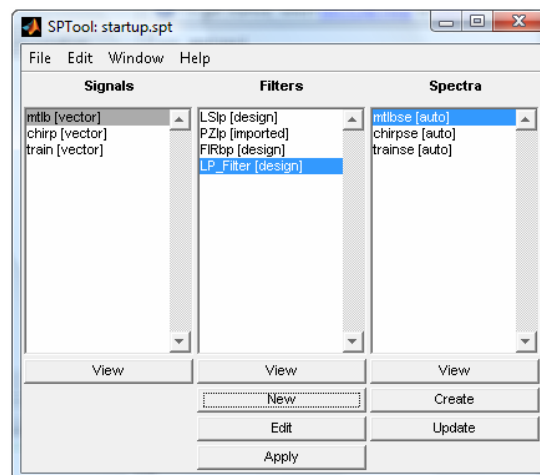 SPTool: startup.spt
File Edit Window Help
Signals
mtlb [vector]
chirp [vector]
train [vector]
View
Filters
LSlp [design]
PZlp [imported]
FIRbp [design]
LP_Filter [design]
View
New
Edit
Apply
Spectra
mtlbse [auto]
chirpse [auto]
trainse [auto]
View
Create
Update